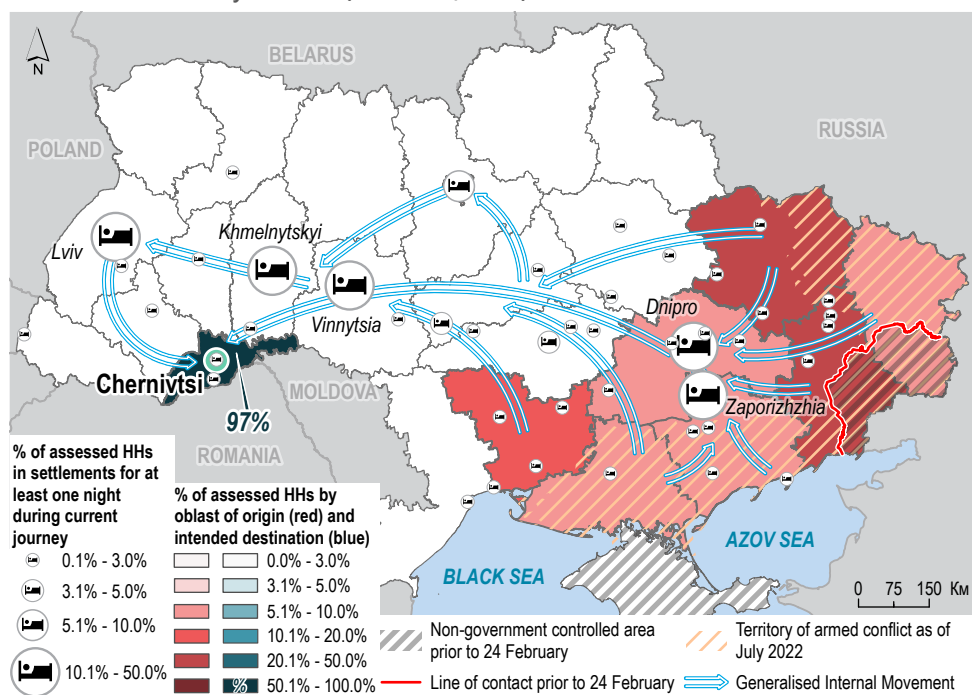 BELARUS
N
POLAND
RUSSIA
Khmelnytskyi
Lviv
Vinnytsia
Dnipro
Chernivtsi
97%
MOLDOVA
Zaporizhzhia
ROMANIA
AZOV SEA
BLACK SEA
0 75 150 Км
% of assessed HHs
in settlements for at
least one night
during current
journey
0.1% - 3.0%
3.1% - 5.0%
5.1% - 10.0%
10.1% - 50.0%
% of assessed HHs by
oblast of origin (red) and
intended destination (blue)
0.0% - 3.0%
3.1% - 5.0%
5.1% - 10.0%
10.1% - 20.0%
20.1% - 50.0%
% 50.1% - 100.0%
Non-government controlled area
prior to 24 February
Territory of armed conflict as of
July 2022
Line of contact prior to 24 February
Generalised Internal Movement